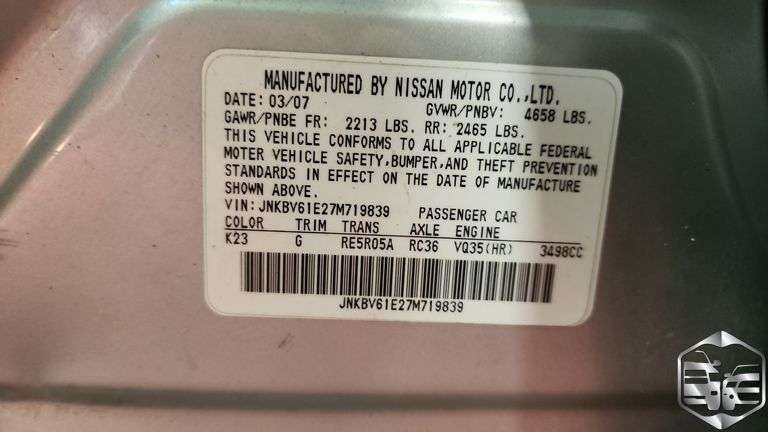 MANUFACTURED BY NISSAN MOTOR CO.,LTD.
DATE: 03/07 GVWR/PNBV: 4658 LBS.
GAWR/PNBE FR: 2213 LBS. RR: 2465 LBS.
THIS VEHICLE CONFORMS TO ALL APPLICABLE FEDERAL
MOTER VEHICLE SAFETY,BUMPER,AND THEFT PREVENTION
STANDARDS IN EFFECT ON THE DATE OF MANUFACTURE
SHOWN ABOVE.
VIN:JNKBV61E27M719839 PASSENGER CAR
COLOR TRIM TRANS AXLE ENGINE
K23 G RE5R05A RC36 VQ35(HR) 3498CC
JNKBV61E27M719839